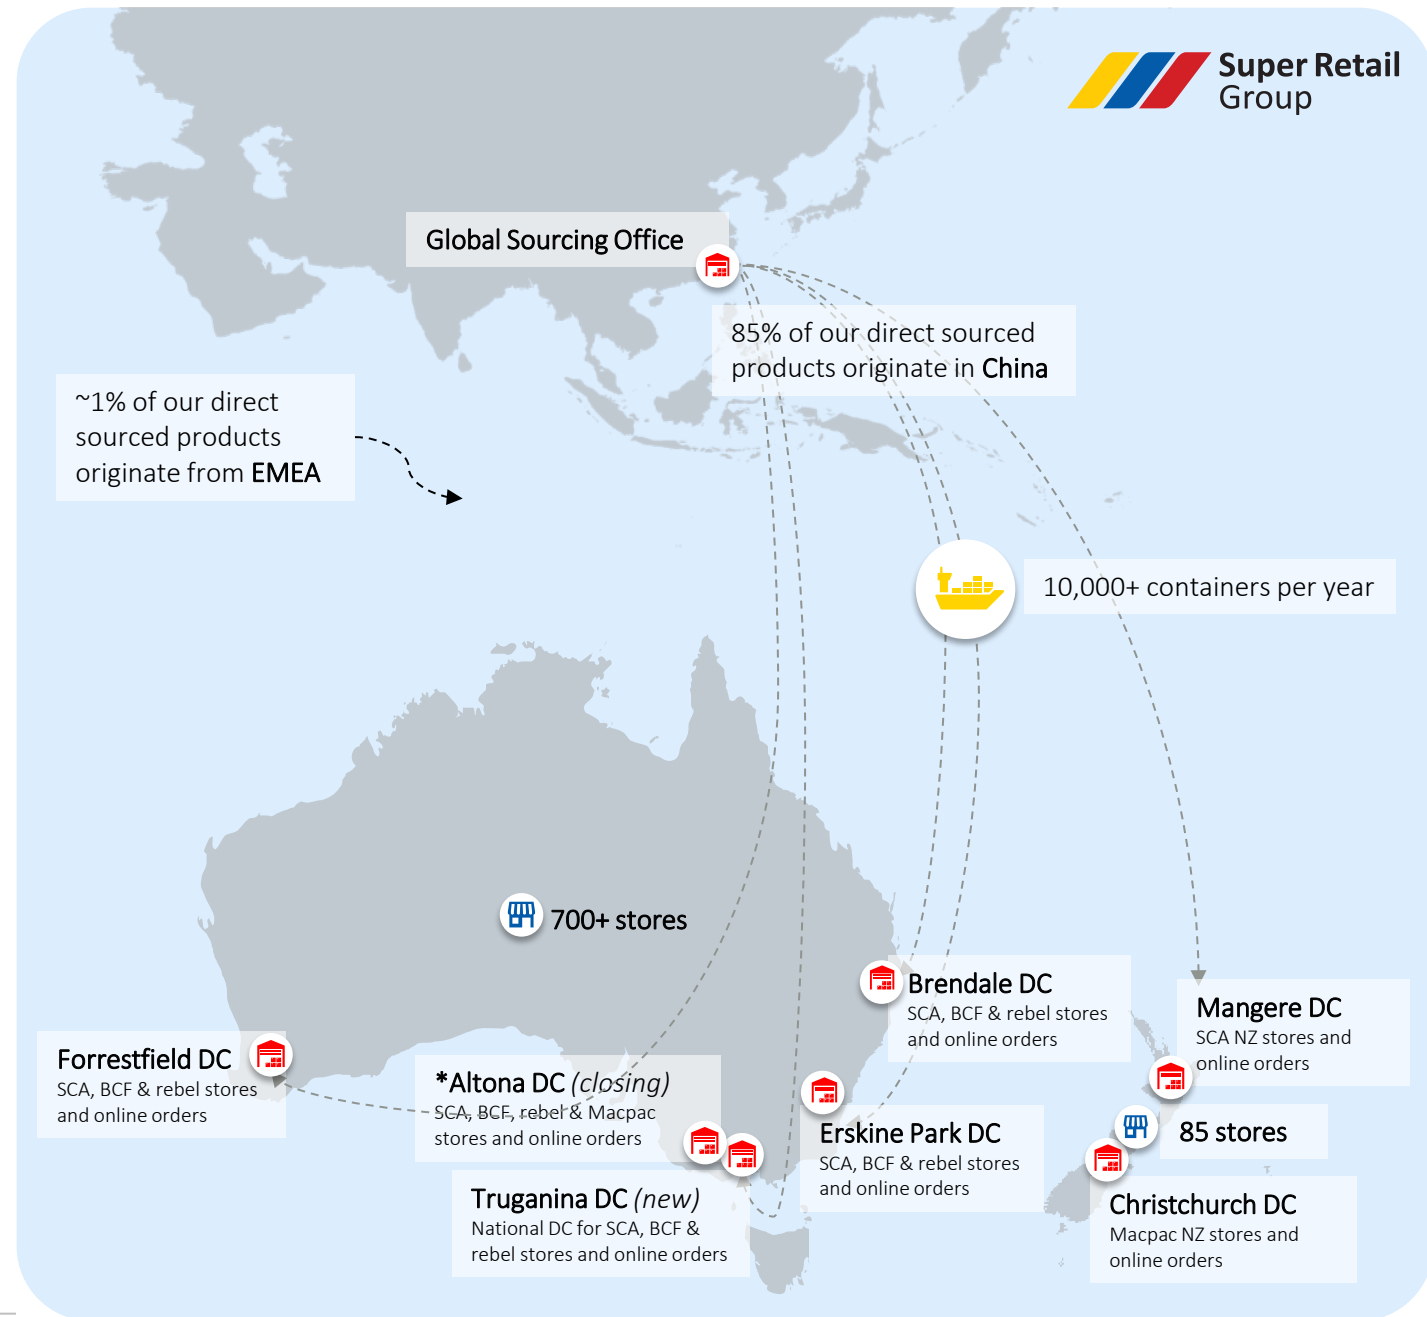 Super Retail
Group
Global Sourcing Office
85% of our direct sourced
products originate in China
~1% of our direct
sourced products
originate from EMEA
10,000+ containers per year
700+ stores
Brendale DC
SCA, BCF & rebel stores
and online orders
Mangere DC
SCA NZ stores and
online orders
Forrestfield DC
SCA, BCF & rebel stores
and online orders
*Altona DC (closing)
SCA, BCF, rebel & Macpac
stores and online orders
Erskine Park DC
SCA, BCF & rebel stores
and online orders
85 stores
Truganina DC (new)
National DC for SCA, BCF &
rebel stores and online orders
Christchurch DC
Macpac NZ stores and
online orders